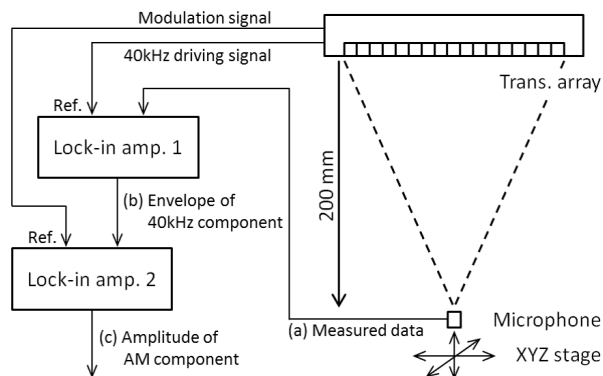 Modulation signal
40kHz driving signal
Trans. array
Ref.
Lock-in amp. 1
200 mm
(b) Envelope of
40kHz component
Ref.
Lock-in amp. 2
(a) Measured data
Microphone
XYZ stage
(c) Amplitude of
AM component